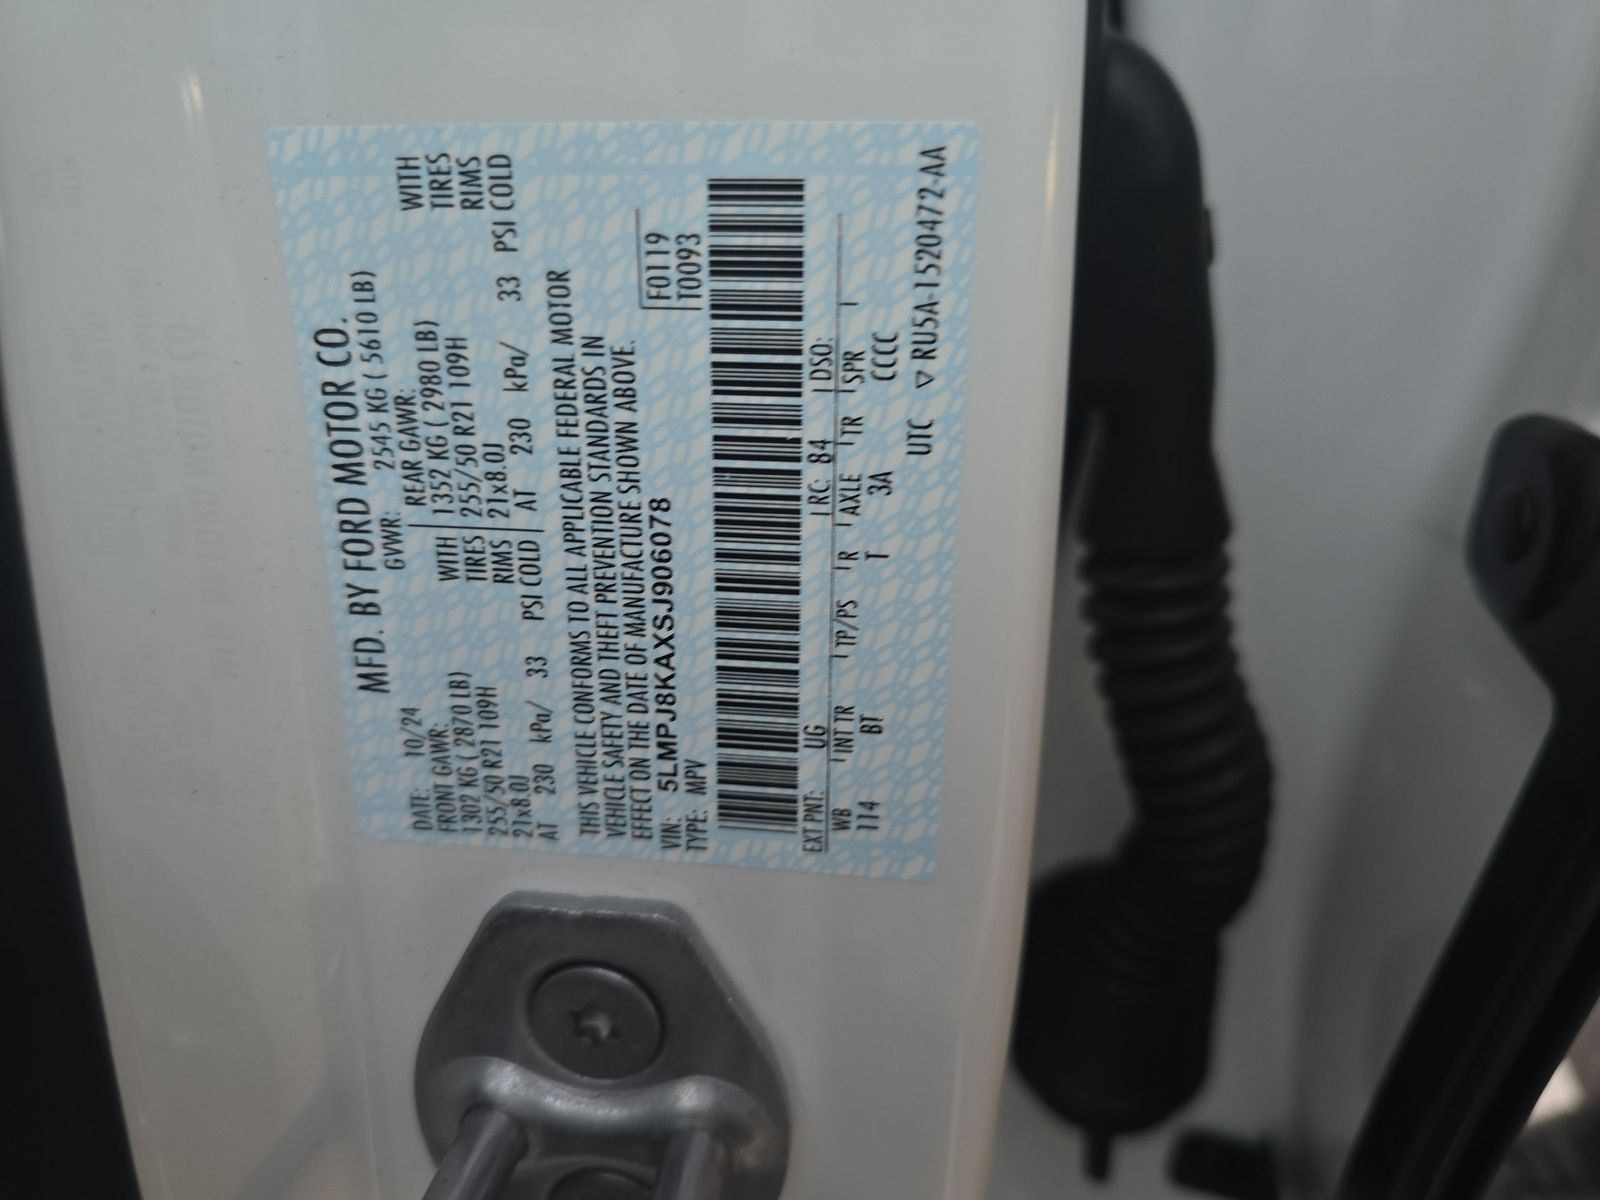 MFD. BY FORD MOTOR CO.
DATE: 10/24 GVWR: 2545 KG ( 5610 LB)
FRONT GAWR: REAR GAWR:
1302 KG ( 2870 LB) WITH 1352 KG ( 2980 LB) WITH
255/50 R21 109H TIRES 255/50 R21 109H TIRES
21x8.0J RIMS 21x8.0J RIMS
AT 230 kPa/ 33 PSI COLD AT 230 kPa/ 33 PSI COLD
THIS VEHICLE CONFORMS TO ALL APPLICABLE FEDERAL MOTOR
VEHICLE SAFETY AND THEFT PREVENTION STANDARDS IN
EFFECT ON THE DATE OF MANUFACTURE SHOWN ABOVE.
VIN: 5LMPJ8KAXSJ906078 F0119
TYPE: MPV T0093
EXT PNT: UG RC: 84 DSO:
WB INT TR TP/PS R AXLE TR SPR
114 BT T 3A CCCC
UTC ▽ RU5A-1520472-AA